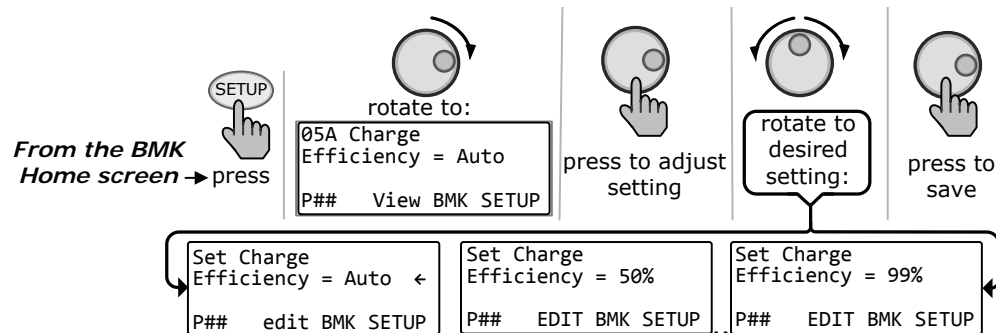 SETUP
From the BMK
Home screen → press
rotate to:
05A Charge
Efficiency = Auto
P## View BMK SETUP
press to adjust
setting
rotate to
desired
setting:
press to
save
Set Charge
Efficiency = Auto ←
P## edit BMK SETUP
Set Charge
Efficiency = 50%
P## EDIT BMK SETUP
..
Set Charge
Efficiency = 99%
P## EDIT BMK SETUP